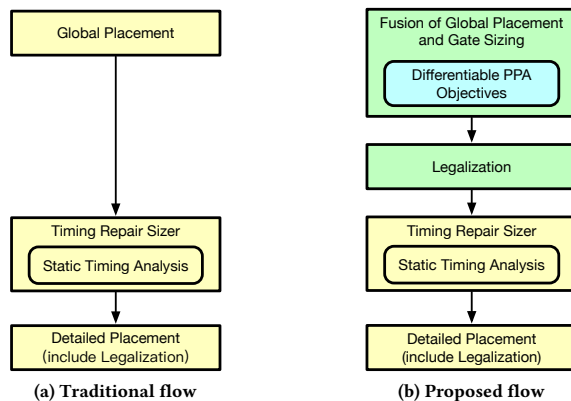 Global Placement
Timing Repair Sizer
Static Timing Analysis
Detailed Placement
(include Legalization)
(a) Traditional flow
Fusion of Global Placement
and Gate Sizing
Differentiable PPA
Objectives
Legalization
Timing Repair Sizer
Static Timing Analysis
Detailed Placement
(include Legalization)
(b) Proposed flow